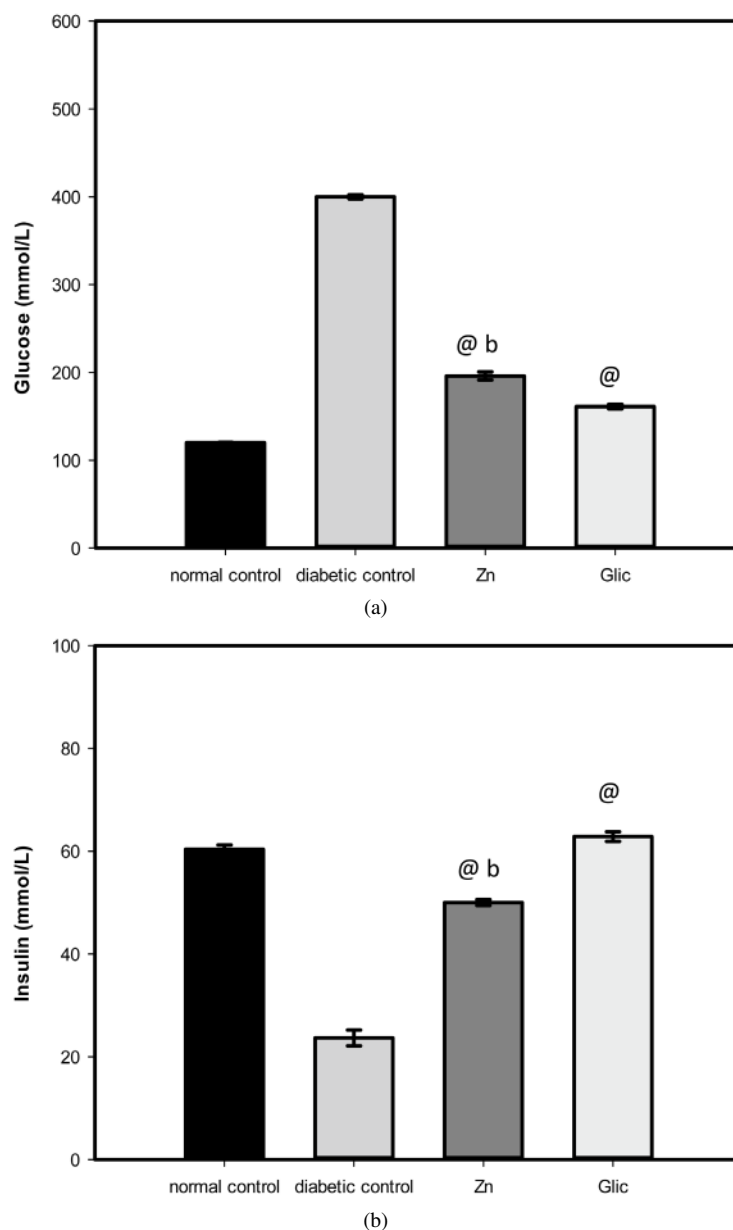 600
500
400
300
200
100
0
Glucose (mmol/L)
@ b
@
normal control diabetic control Zn Glic
(a)
100
80
60
40
20
0
Insulin (mmol/L)
@
@ b
normal control diabetic control Zn Glic
(b)